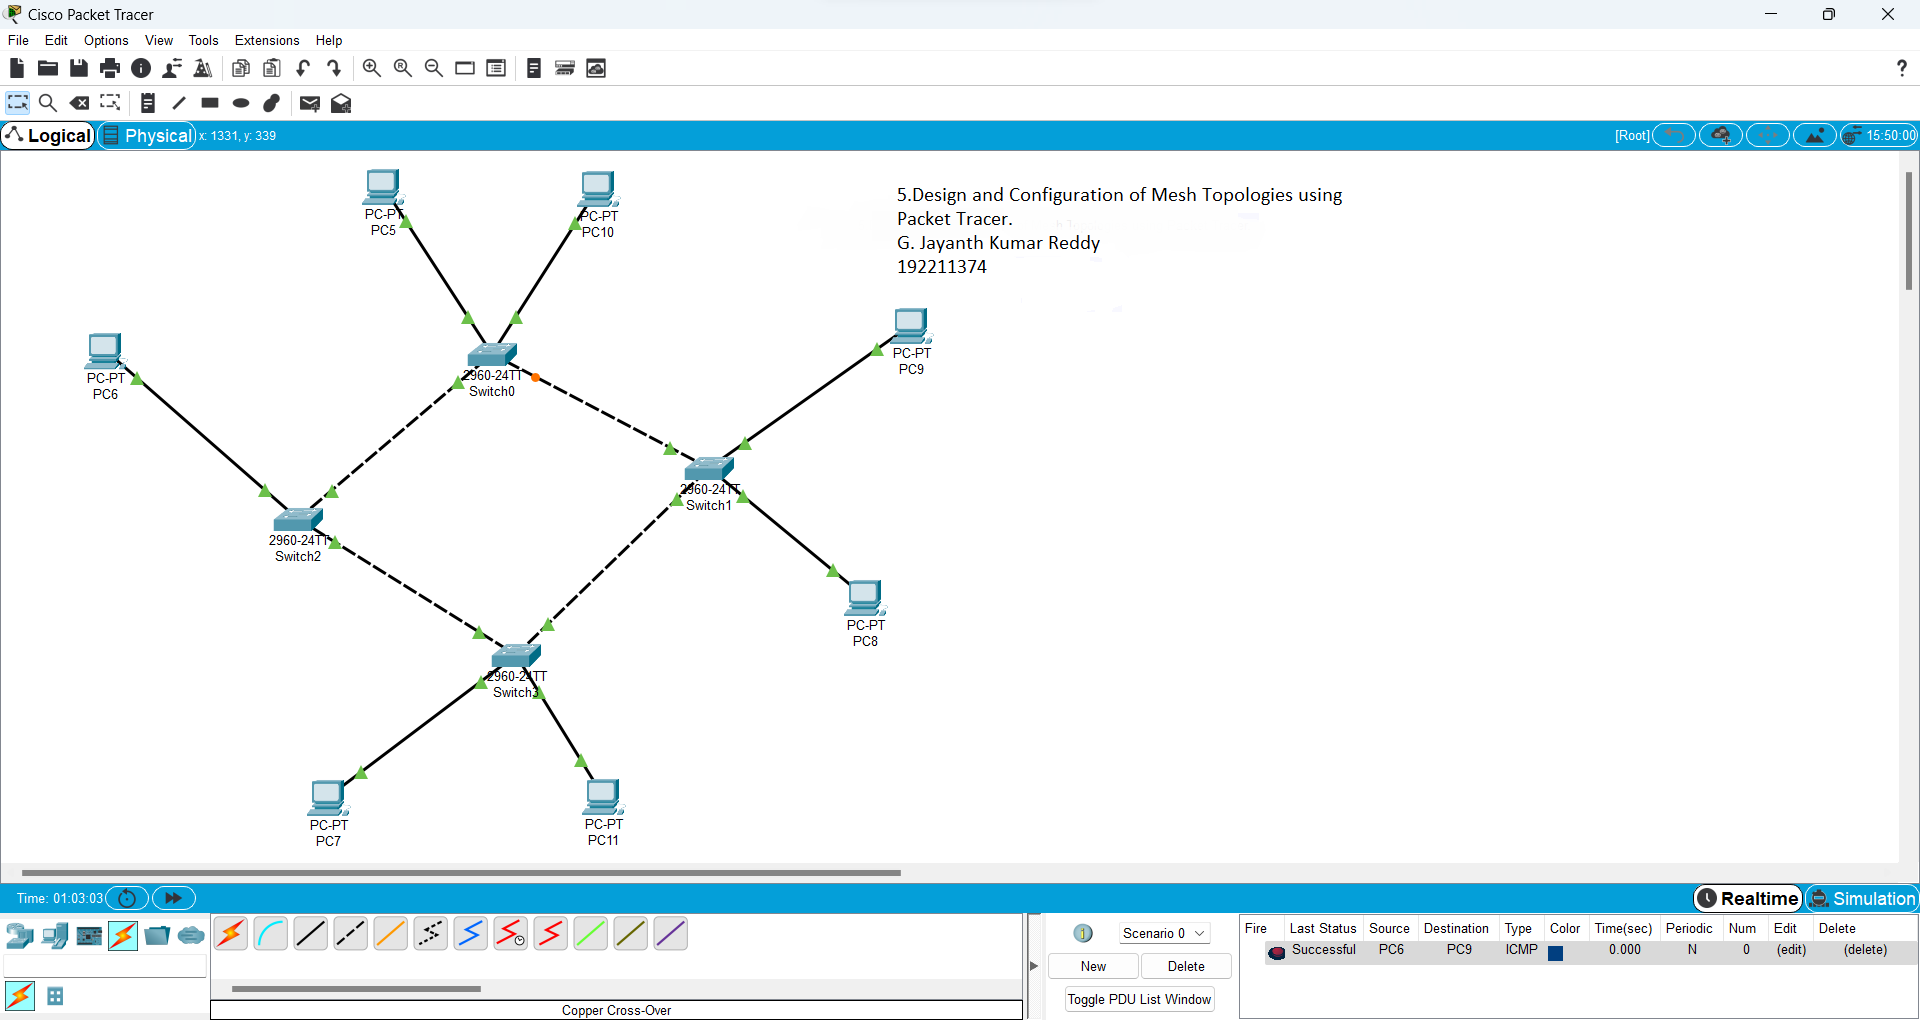 Cisco Packet Tracer
File Edit Options View Tools Extensions Help
?
Logical Physical x: 1331, y: 339 [Root] 15:50:00
PC-PT
PC5
PC-PT
PC10
5.Design and Configuration of Mesh Topologies using
Packet Tracer.
G. Jayanth Kumar Reddy
192211374
PC-PT
PC6
2960-24TT
Switch0
PC-PT
PC9
2960-24TT
Switch1
2960-24TT
Switch2
PC-PT
PC8
2960-24TT
Switch3
PC-PT
PC7
PC-PT
PC11
Time: 01:03:03 Realtime Simulation
Scenario 0
New Delete
Toggle PDU List Window
Fire Last Status Source Destination Type Color Time(sec) Periodic Num Edit Delete
Successful PC6 PC9 ICMP 0.000 N 0 (edit) (delete)
Copper Cross-Over